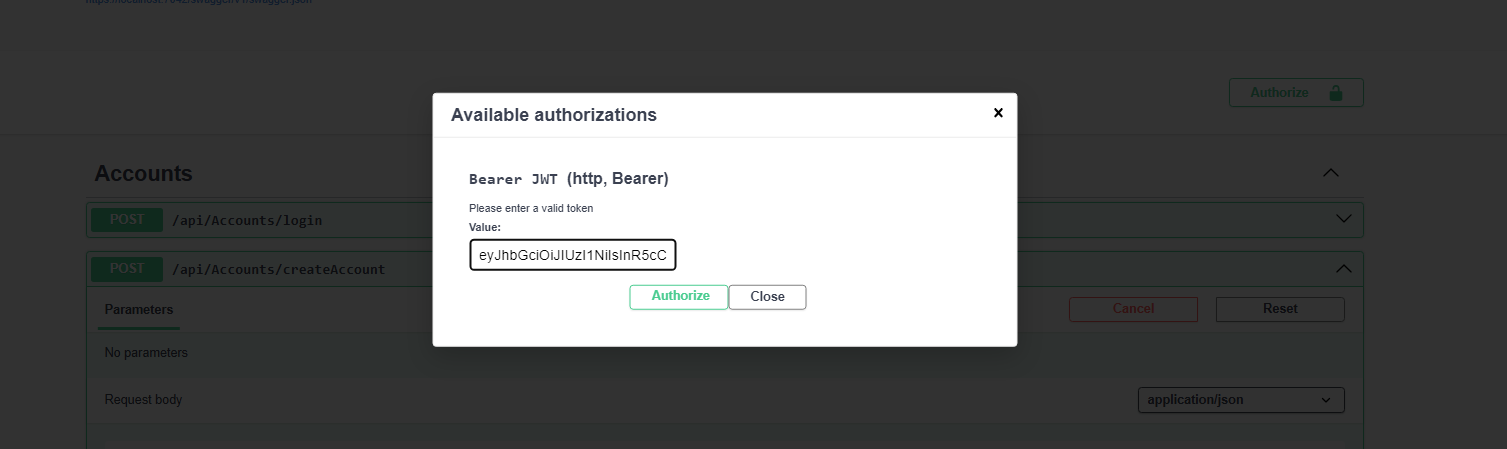 Authorize
Available authorizations
Bearer JWT (http, Bearer)
Please enter a valid token
Value:
eyJhbGciOiJIUzI1NiIsInR5cC
Authorize
Close
Accounts
POST /api/Accounts/login
POST /api/Accounts/createAccount
Parameters
Cancel
Reset
No parameters
Request body
application/json